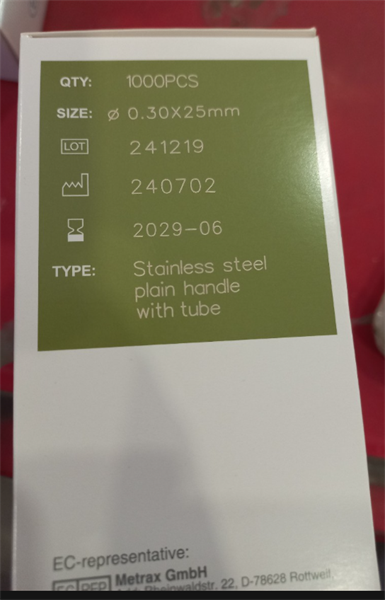 QTY: 1000PCS
SIZE: ⌀ 0.30X25mm
LOT 241219
240702
2029-06
TYPE: Stainless steel
plain handle
with tube
EC-representative:
EC REP Metrax GmbH
Rheinwaldstr. 22, D-78628 Rottweil,